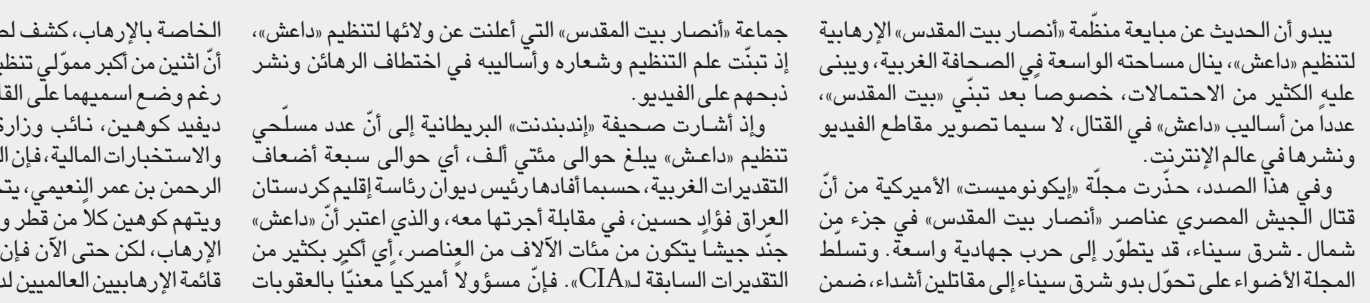 يبدو أن الحديث عن مبايعة منظّمة «أنصار بيت المقدس» الإرهابية
لتنظيم «داعش»، ينال مساحته الواسعة في الصحافة الغربية، ويبنى
عليه الكثير من الاحتمالات، خصوصاً بعد تبنّي «بيت المقدس»،
عدداً من أساليب «داعش» في القتال، لا سيما تصوير مقاطع الفيديو
ونشرها في عالم الإنترنت.
وفي هذا الصدد، حذّرت مجلّة «إيكونوميست» الأميركية من أنّ
قتال الجيش المصري عناصر «أنصار بيت المقدس» في جزء من
شمال ـ شرق سيناء، قد يتطوّر إلى حرب جهادية واسعة. وتسلّط
المجلة الأضواء على تحوّل بدو شرق سيناء إلى مقاتلين أشداء، ضمن
جماعة «أنصار بيت المقدس» التي أعلنت عن ولائها لتنظيم «داعش»،
إذ تبنّت علم التنظيم وشعاره وأساليبه في اختطاف الرهائن ونشر
ذبحهم على الفيديو.
وإذ أشارت صحيفة «إندبندنت» البريطانية إلى أنّ عدد مسلّحي
تنظيم «داعش» يبلغ حوالى مئتي ألف، أي حوالى سبعة أضعاف
التقديرات الغربية، حسبما أفادها رئيس ديوان رئاسة إقليم كردستان
العراق فؤاد حسين، في مقابلة أجرتها معه، والذي اعتبر أنّ «داعش»
جنّد جيشاً يتكون من مئات الآلاف من العناصر، أي أكبر بكثير من
التقديرات السابقة لـ«CIA». فإنّ مسؤولاً أميركياً معنيّاً بالعقوبات
الخاصة بالإرهاب، كشف
أنّ اثنين من أكبر مموّلي
رغم وضع اسميهما على
ديفيد كوهين، نائب
والاستخبارات المالية، فإن
الرحمن بن عمر النعيمي،
ويتهم كوهين كلاً من قطر
الإرهاب، لكن حتى الآن فإن
قائمة الإرهابيين العالميين